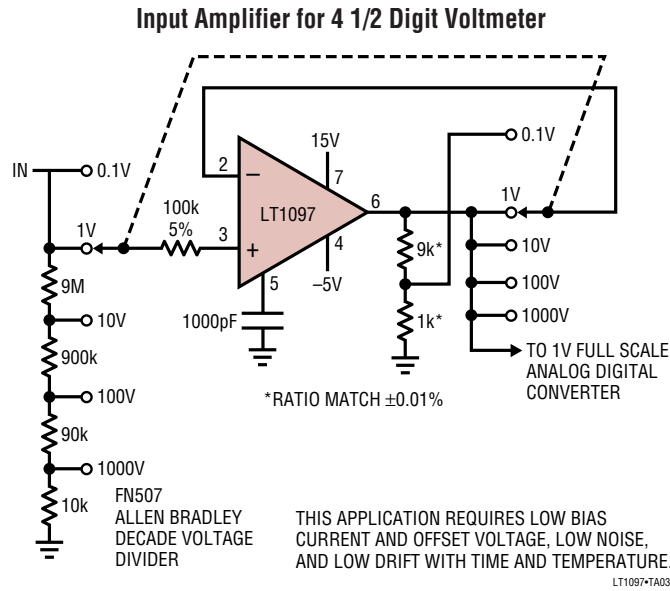 Input Amplifier for 4 1/2 Digit Voltmeter
IN
0.1V
1V
9M
10V
900k
100V
90k
1000V
10k
FN507
ALLEN BRADLEY
DECADE VOLTAGE
DIVIDER
100k
5%
2
3
–
+
LT1097
15V
7
6
4
–5V
5
1000pF
9k*
1k*
*RATIO MATCH ±0.01%
0.1V
1V
10V
100V
1000V
TO 1V FULL SCALE
ANALOG DIGITAL
CONVERTER
THIS APPLICATION REQUIRES LOW BIAS
CURRENT AND OFFSET VOLTAGE, LOW NOISE,
AND LOW DRIFT WITH TIME AND TEMPERATURE.
LT1097•TA03